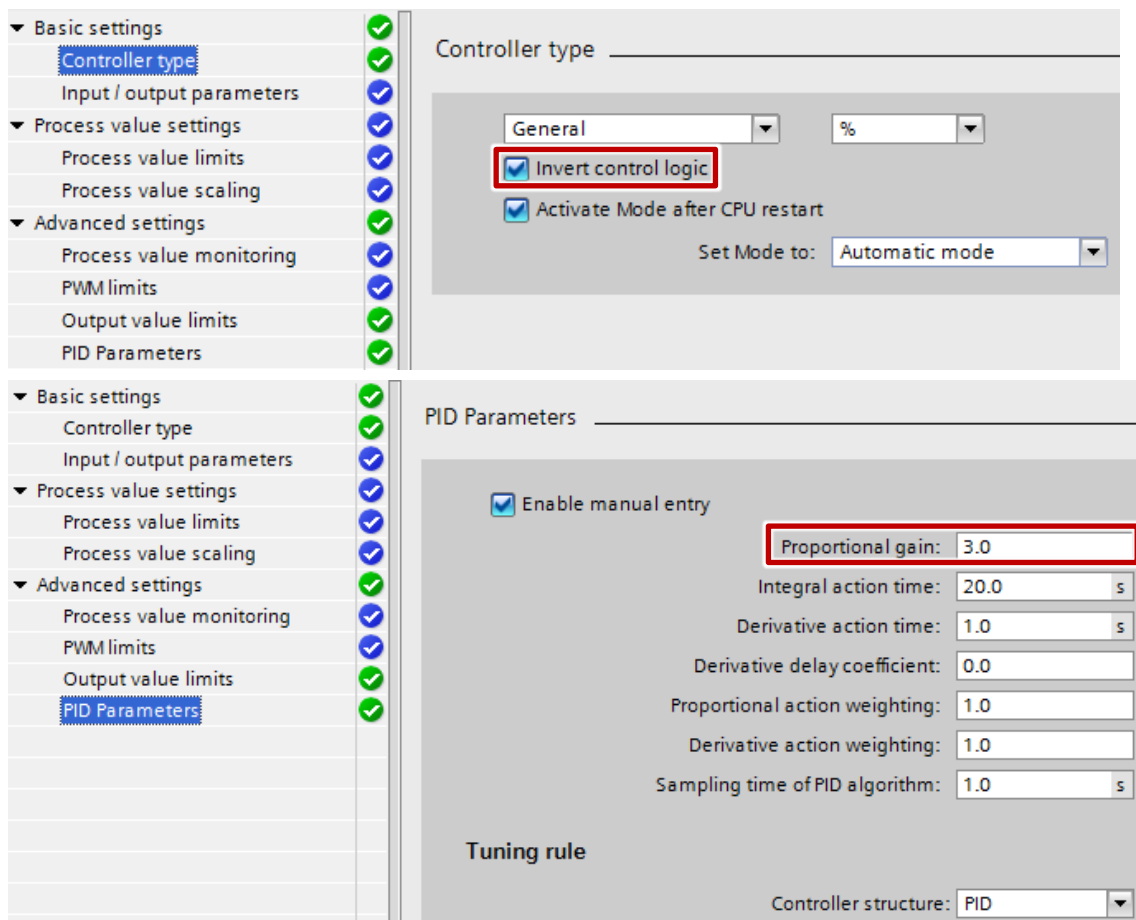 Basic settings
Controller type
Input / output parameters
Process value settings
Process value limits
Process value scaling
Advanced settings
Process value monitoring
PWM limits
Output value limits
PID Parameters
Controller type
General %
Invert control logic
Activate Mode after CPU restart
Set Mode to: Automatic mode
Basic settings
Controller type
Input / output parameters
Process value settings
Process value limits
Process value scaling
Advanced settings
Process value monitoring
PWM limits
Output value limits
PID Parameters
PID Parameters
Enable manual entry
Proportional gain: 3.0
Integral action time: 20.0 s
Derivative action time: 1.0 s
Derivative delay coefficient: 0.0
Proportional action weighting: 1.0
Derivative action weighting: 1.0
Sampling time of PID algorithm: 1.0 s
Tuning rule
Controller structure: PID